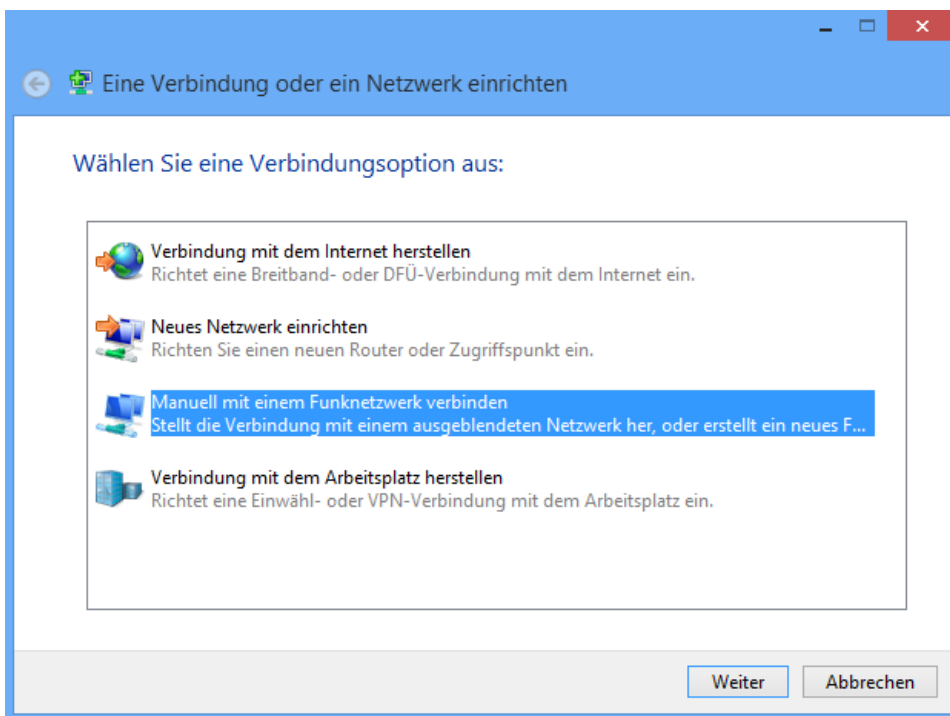 Eine Verbindung oder ein Netzwerk einrichten
Wählen Sie eine Verbindungsoption aus:
Verbindung mit dem Internet herstellen
Richtet eine Breitband- oder DFÜ-Verbindung mit dem Internet ein.
Neues Netzwerk einrichten
Richten Sie einen neuen Router oder Zugriffspunkt ein.
Manuell mit einem Funknetzwerk verbinden
Stellt die Verbindung mit einem ausgeblendeten Netzwerk her, oder erstellt ein neues F...
Verbindung mit dem Arbeitsplatz herstellen
Richtet eine Einwähl- oder VPN-Verbindung mit dem Arbeitsplatz ein.
Weiter Abbrechen